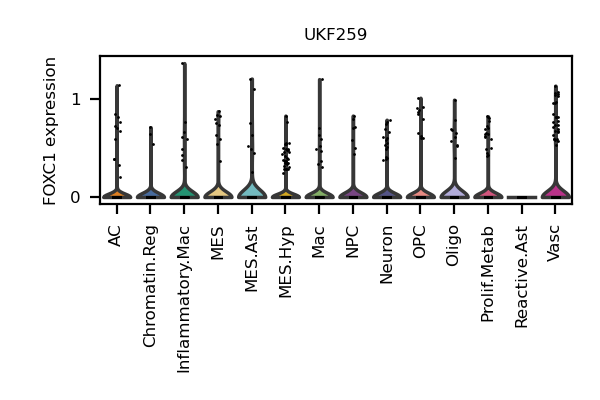 UKF259
FOXC1 expression
1
0
AC
Chromatin.Reg
Inflammatory.Mac
MES
MES.Ast
MES.Hyp
Mac
NPC
Neuron
OPC
Oligo
Prolif.Metab
Reactive.Ast
Vasc